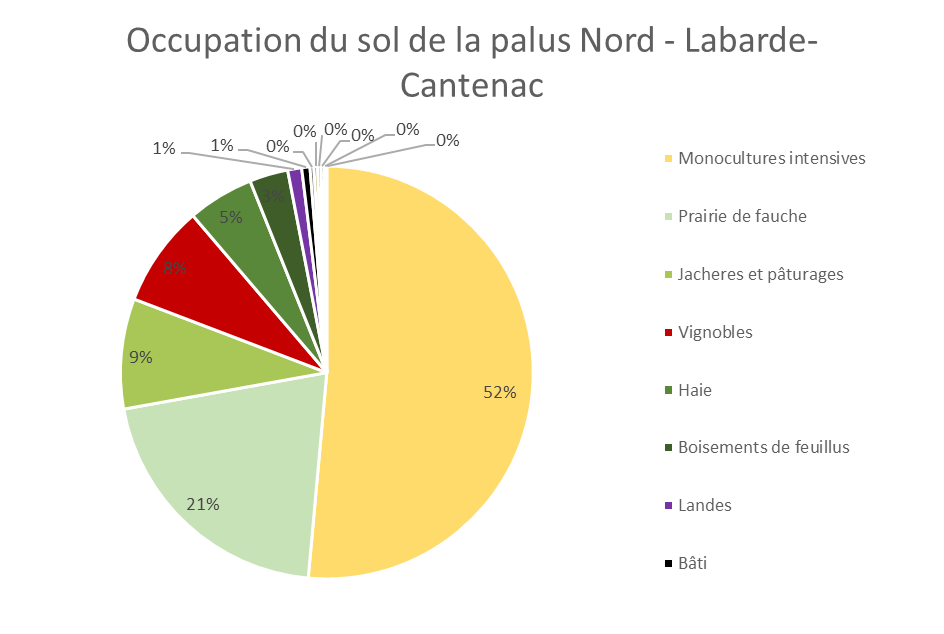 Occupation du sol de la palus Nord - Labarde-
Cantenac
0%
0%
0%
0%
0%
0%
1%
1%
3%
5%
8%
9%
21%
52%
Monocultures intensives
Prairie de fauche
Jacheres et pâturages
Vignobles
Haie
Boisements de feuillus
Landes
Bâti